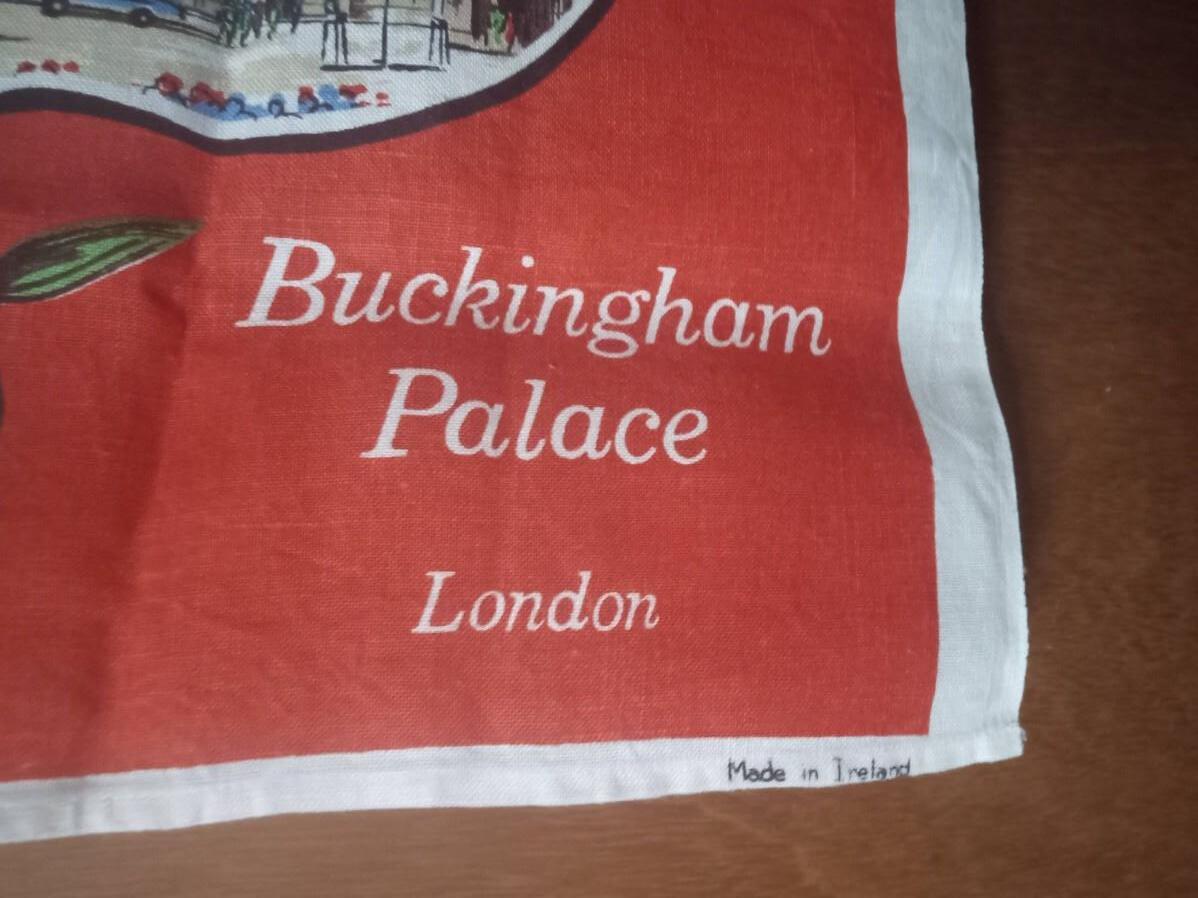 Buckingham
Palace
London
Made in Ireland